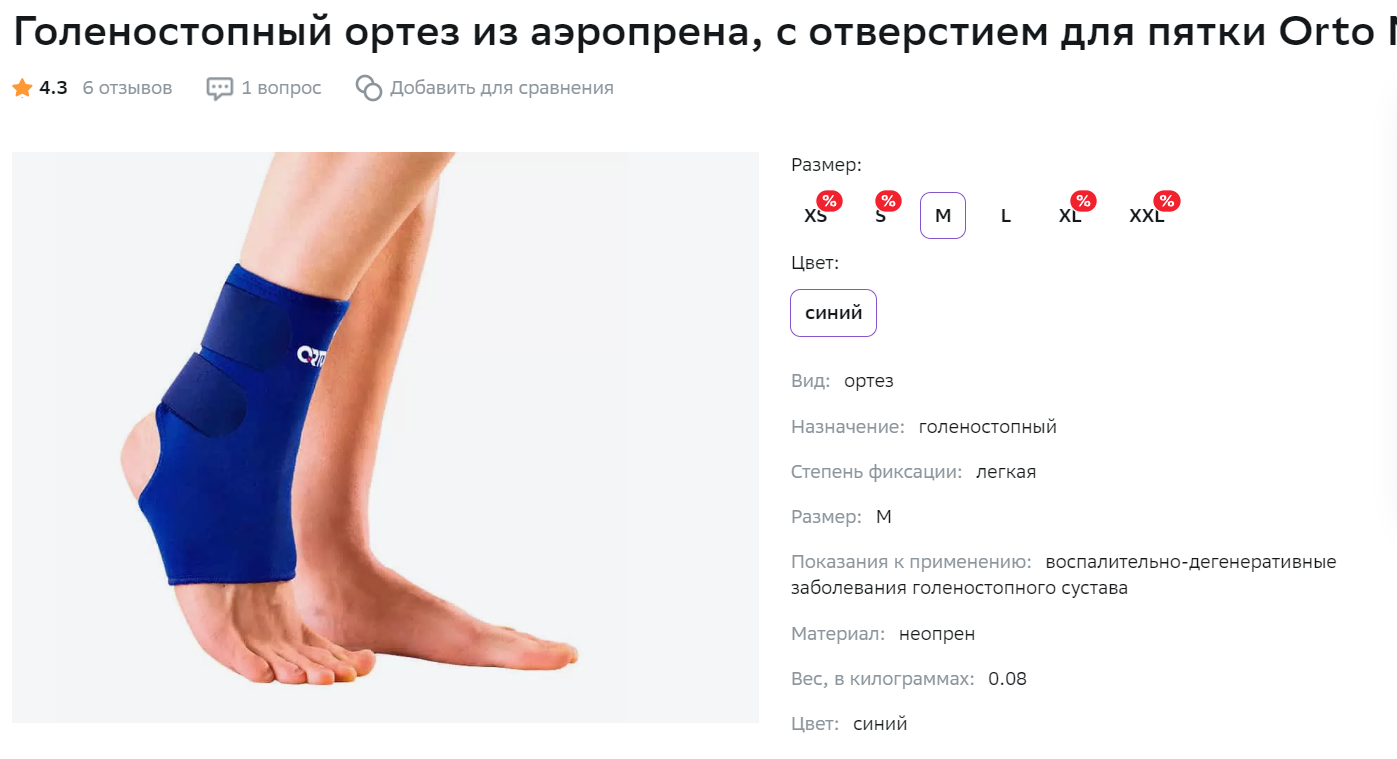 Голеностопный ортез из аэропрена, с отверстием для пятки Orto
4.3 6 отзывов 1 вопрос Добавить для сравнения
Размер:
XS % S % M L XL % XXL %
Цвет:
синий
Вид: ортез
Назначение: голеностопный
Степень фиксации: легкая
Размер: M
Показания к применению: воспалительно-дегенеративные
заболевания голеностопного сустава
Материал: неопрен
Вес, в килограммах: 0.08
Цвет: синий